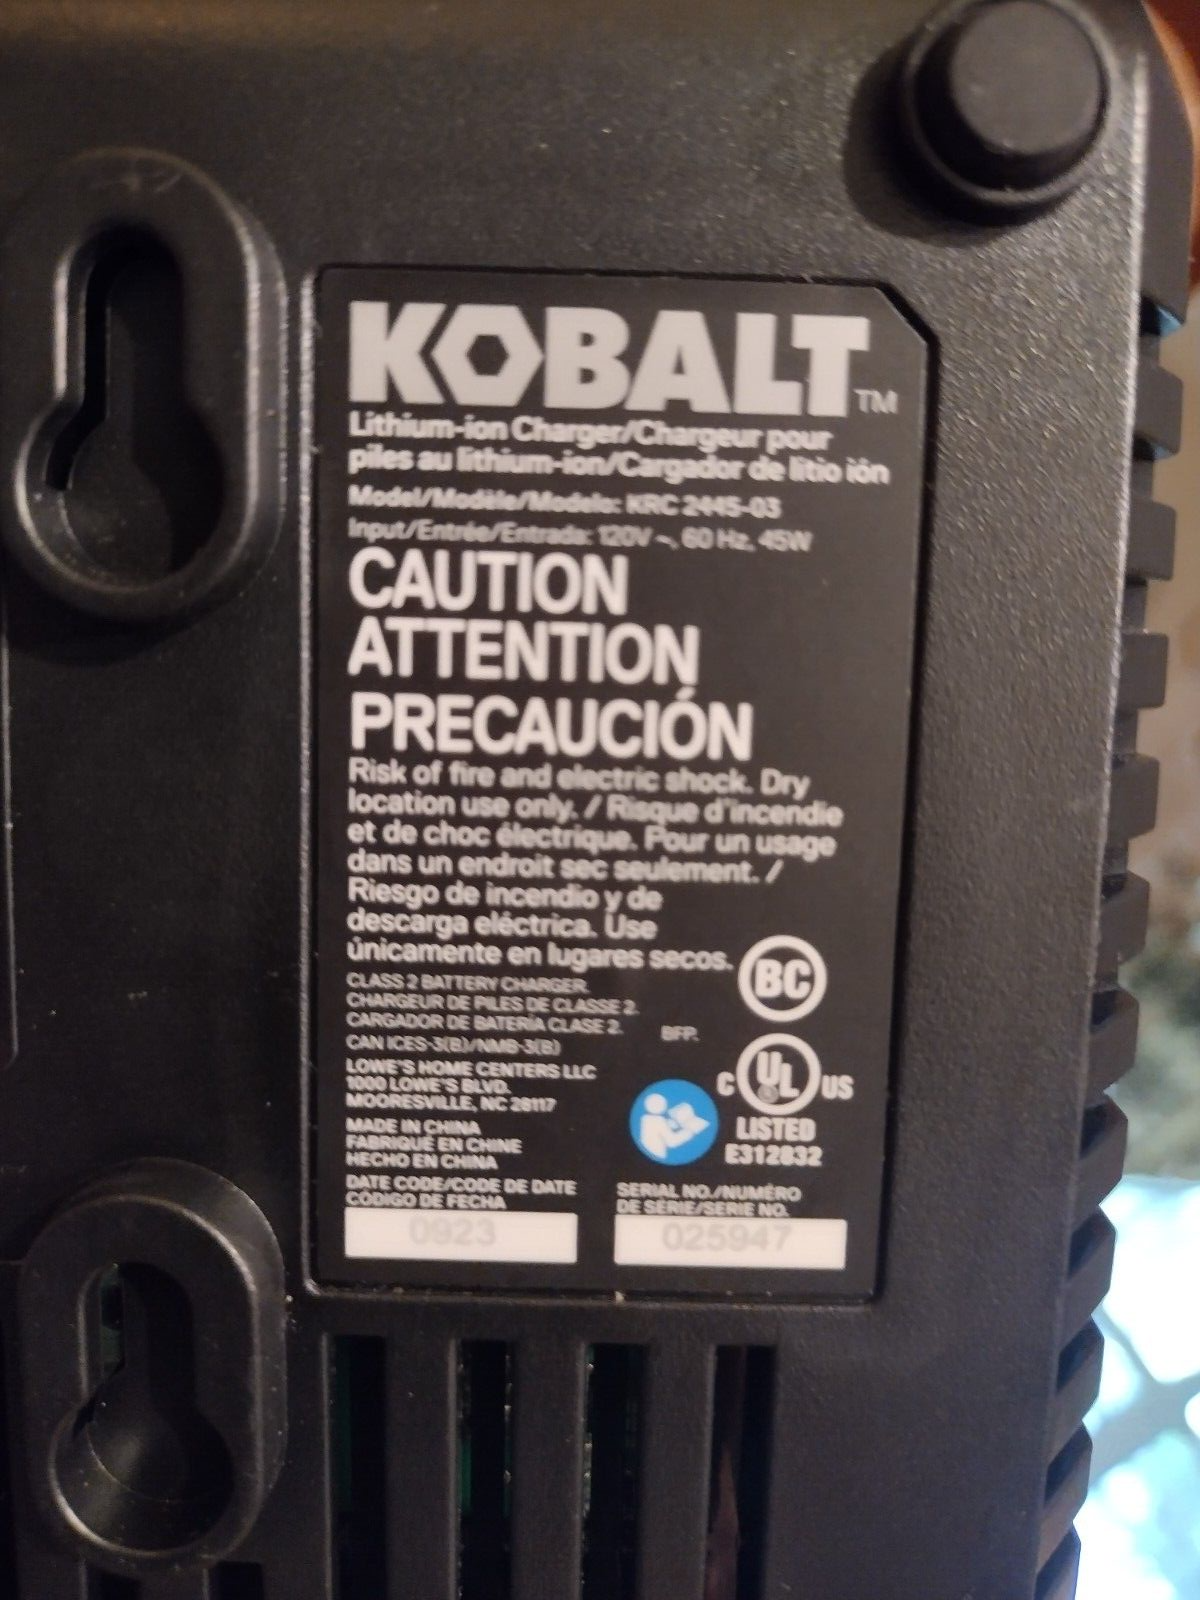 KOBALT™
Lithium-ion Charger/Chargeur pour
piles au lithium-ion/Cargador de litio ión
Model/Modèle/Modelo: KRC 2445-03
Input/Entrée/Entrada: 120V ~, 60 Hz, 45W
CAUTION
ATTENTION
PRECAUCIÓN
Risk of fire and electric shock. Dry
location use only. / Risque d'incendie
et de choc électrique. Pour un usage
dans un endroit sec seulement. /
Riesgo de incendio y de
descarga eléctrica. Use
únicamente en lugares secos.
BC
CLASS 2 BATTERY CHARGER.
CHARGEUR DE PILES DE CLASSE 2.
CARGADOR DE BATERÍA CLASE 2.
BFP.
CAN ICES-3(B)/NMB-3(B)
LOWE'S HOME CENTERS LLC
1000 LOWE'S BLVD.
MOORESVILLE, NC 28117
C UL US
LISTED
E312832
MADE IN CHINA
FABRIQUÉ EN CHINE
HECHO EN CHINA
DATE CODE/CODE DE DATE
CÓDIGO DE FECHA
0923
SERIAL NO./NUMÉRO
DE SÉRIE/SERIE NO.
025947